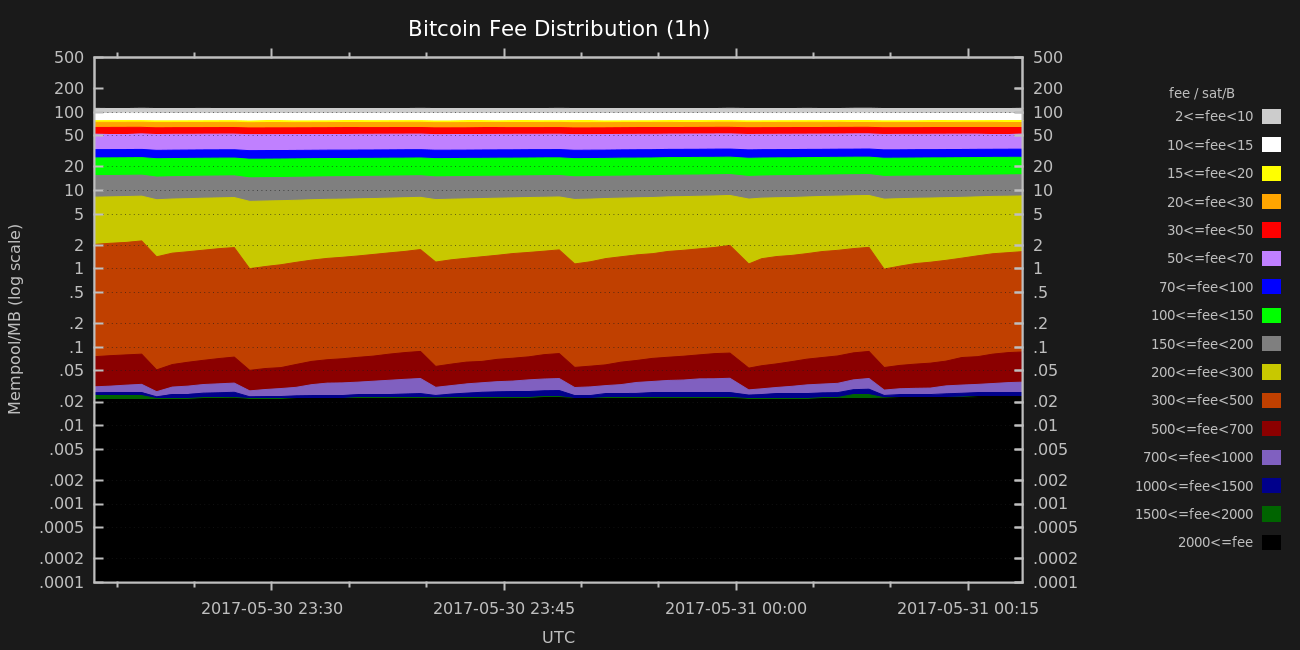 Bitcoin Fee Distribution (1h)
500
200
100
50
20
10
5
2
1
.5
.2
.1
.05
.02
.01
.005
.002
.001
.0005
.0002
.0001
Mempool/MB (log scale)
500
200
100
50
20
10
5
2
1
.5
.2
.1
.05
.02
.01
.005
.002
.001
.0005
.0002
.0001
2017-05-30 23:30
2017-05-30 23:45
2017-05-31 00:00
2017-05-31 00:15
UTC
fee / sat/B
2<=fee<10
10<=fee<15
15<=fee<20
20<=fee<30
30<=fee<50
50<=fee<70
70<=fee<100
100<=fee<150
150<=fee<200
200<=fee<300
300<=fee<500
500<=fee<700
700<=fee<1000
1000<=fee<1500
1500<=fee<2000
2000<=fee